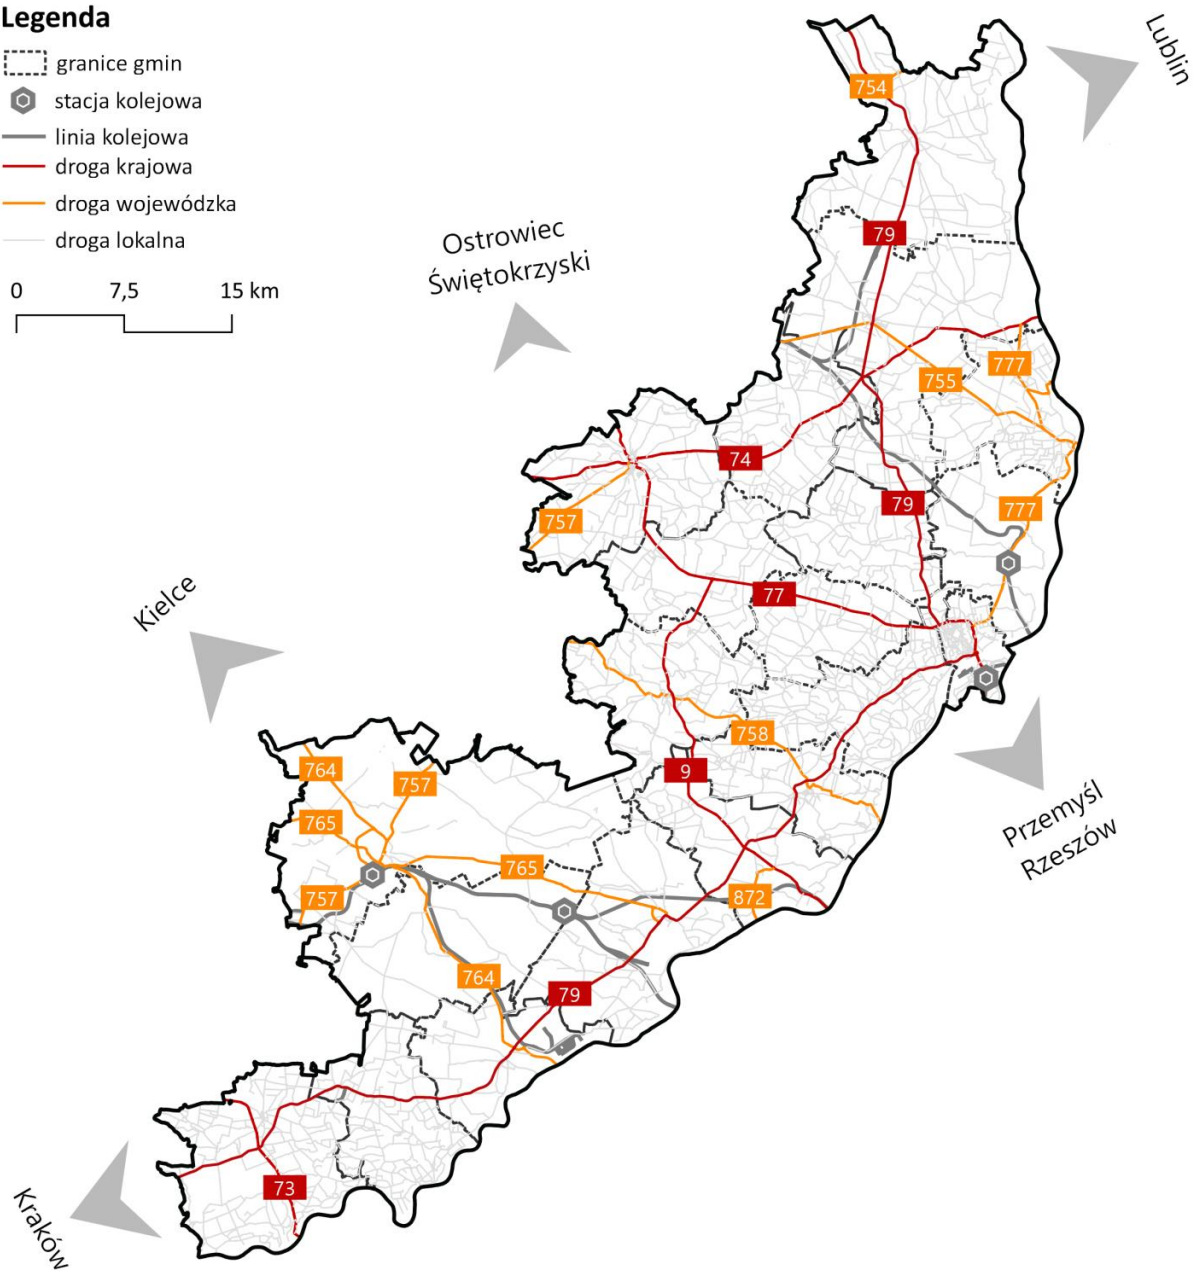 Legenda
granice gmin
stacja kolejowa
linia kolejowa
droga krajowa
droga wojewódzka
droga lokalna
0 7,5 15 km
Lublin
754
79
Ostrowiec
Świętokrzyski
777
755
74
79
777
757
77
Kielce
758
9
764
757
765
Przemyśl
Rzeszów
765
757
872
764
79
73
Kraków